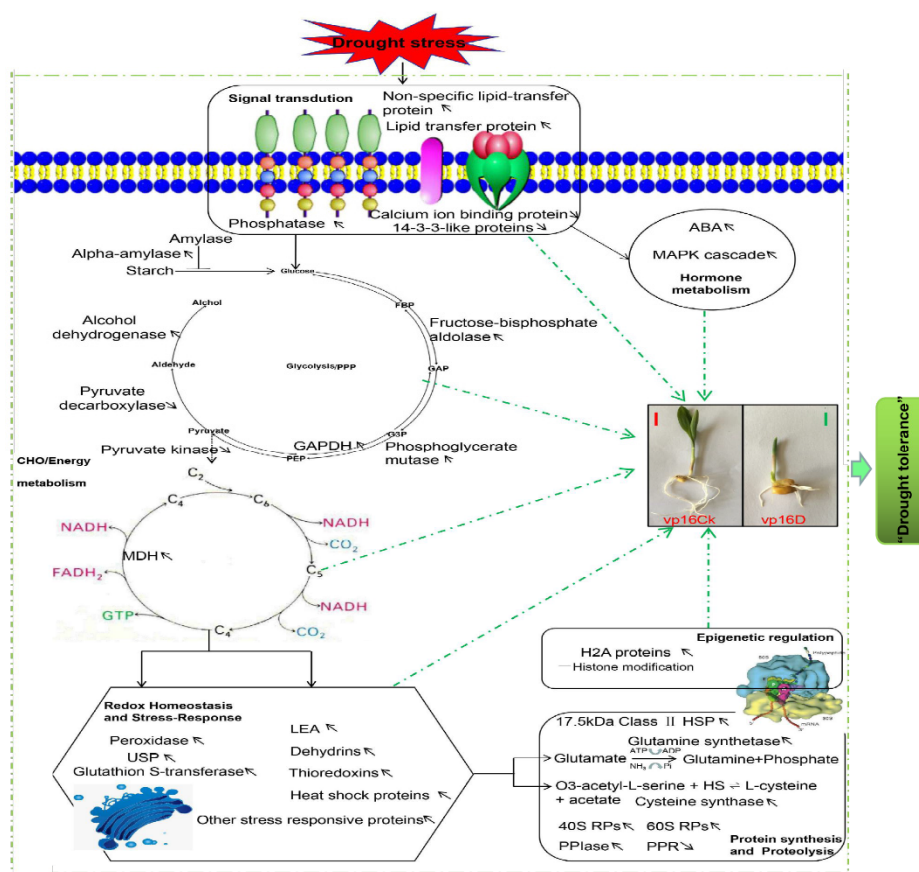 Drought stress
Signal transdution
Non-specific lipid-transfer
protein ↖
Lipid transfer protein ↖
Phosphatase ↖
Calcium ion binding protein ↘
14-3-3-like proteins ↘
ABA ↖
MAPK cascade ↖
Hormone
metabolism
Amylase
Alpha-amylase ↖
Starch
Glucose
Alchol
FBP
Alcohol
dehydrogenase ↖
Fructose-bisphosphate
aldolase ↖
Aldehyde
Glycolysis/PPP
GAP
Pyruvate
decarboxylase ↘
Pyruvate
G3P
GAPDH ↖
Phosphoglycerate
mutase ↖
Pyruvate kinase ↘
PEP
CHO/Energy
metabolism
C2
C4
C6
NADH
NADH
CO2
MDH ↖
FADH2
C5
NADH
GTP
C4
CO2
vp16Ck
vp16D
"Drought tolerance"
Epigenetic regulation
H2A proteins ↖
Histone modification
mRNA
Redox Homeostasis
and Stress-Response
Peroxidase ↖
USP ↖
Glutathion S-transferase ↖
LEA ↖
Dehydrins ↖
Thioredoxins ↖
Heat shock proteins ↖
Other stress responsive proteins ↖
17.5kDa Class II HSP ↖
Glutamine synthetase ↖
ATP ADP
Glutamate → Glutamine+Phosphate
NH3 Pi
O3-acetyl-L-serine + HS ⇌ L-cysteine
+ acetate
Cysteine synthase ↖
40S RPs ↖ 60S RPs ↖
PPIase ↖ PPR ↘
Protein synthesis
and Proteolysis